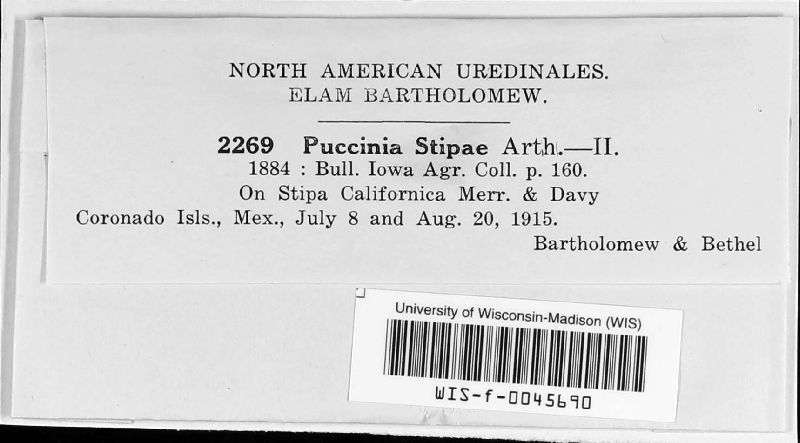 NORTH AMERICAN UREDINALES.
ELAM BARTHOLOMEW.
2269 Puccinia Stipae Arth.—II.
1884 : Bull. Iowa Agr. Coll. p. 160.
On Stipa Californica Merr. & Davy
Coronado Isls., Mex., July 8 and Aug. 20, 1915.
Bartholomew & Bethel
University of Wisconsin-Madison (WIS)
WIS-f-0045690